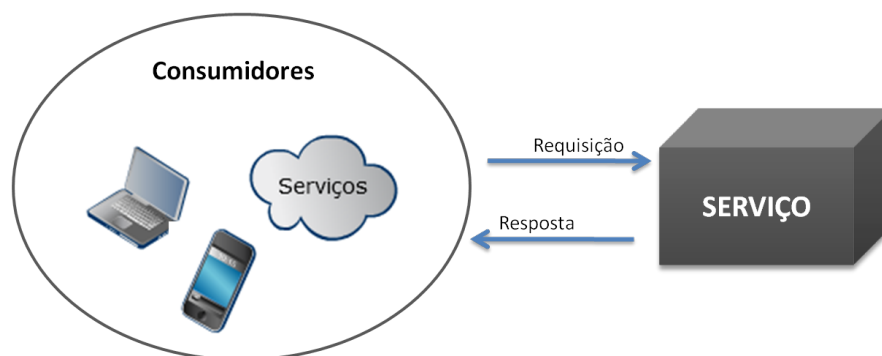 Consumidores
Serviços
Requisição
Resposta
SERVIÇO